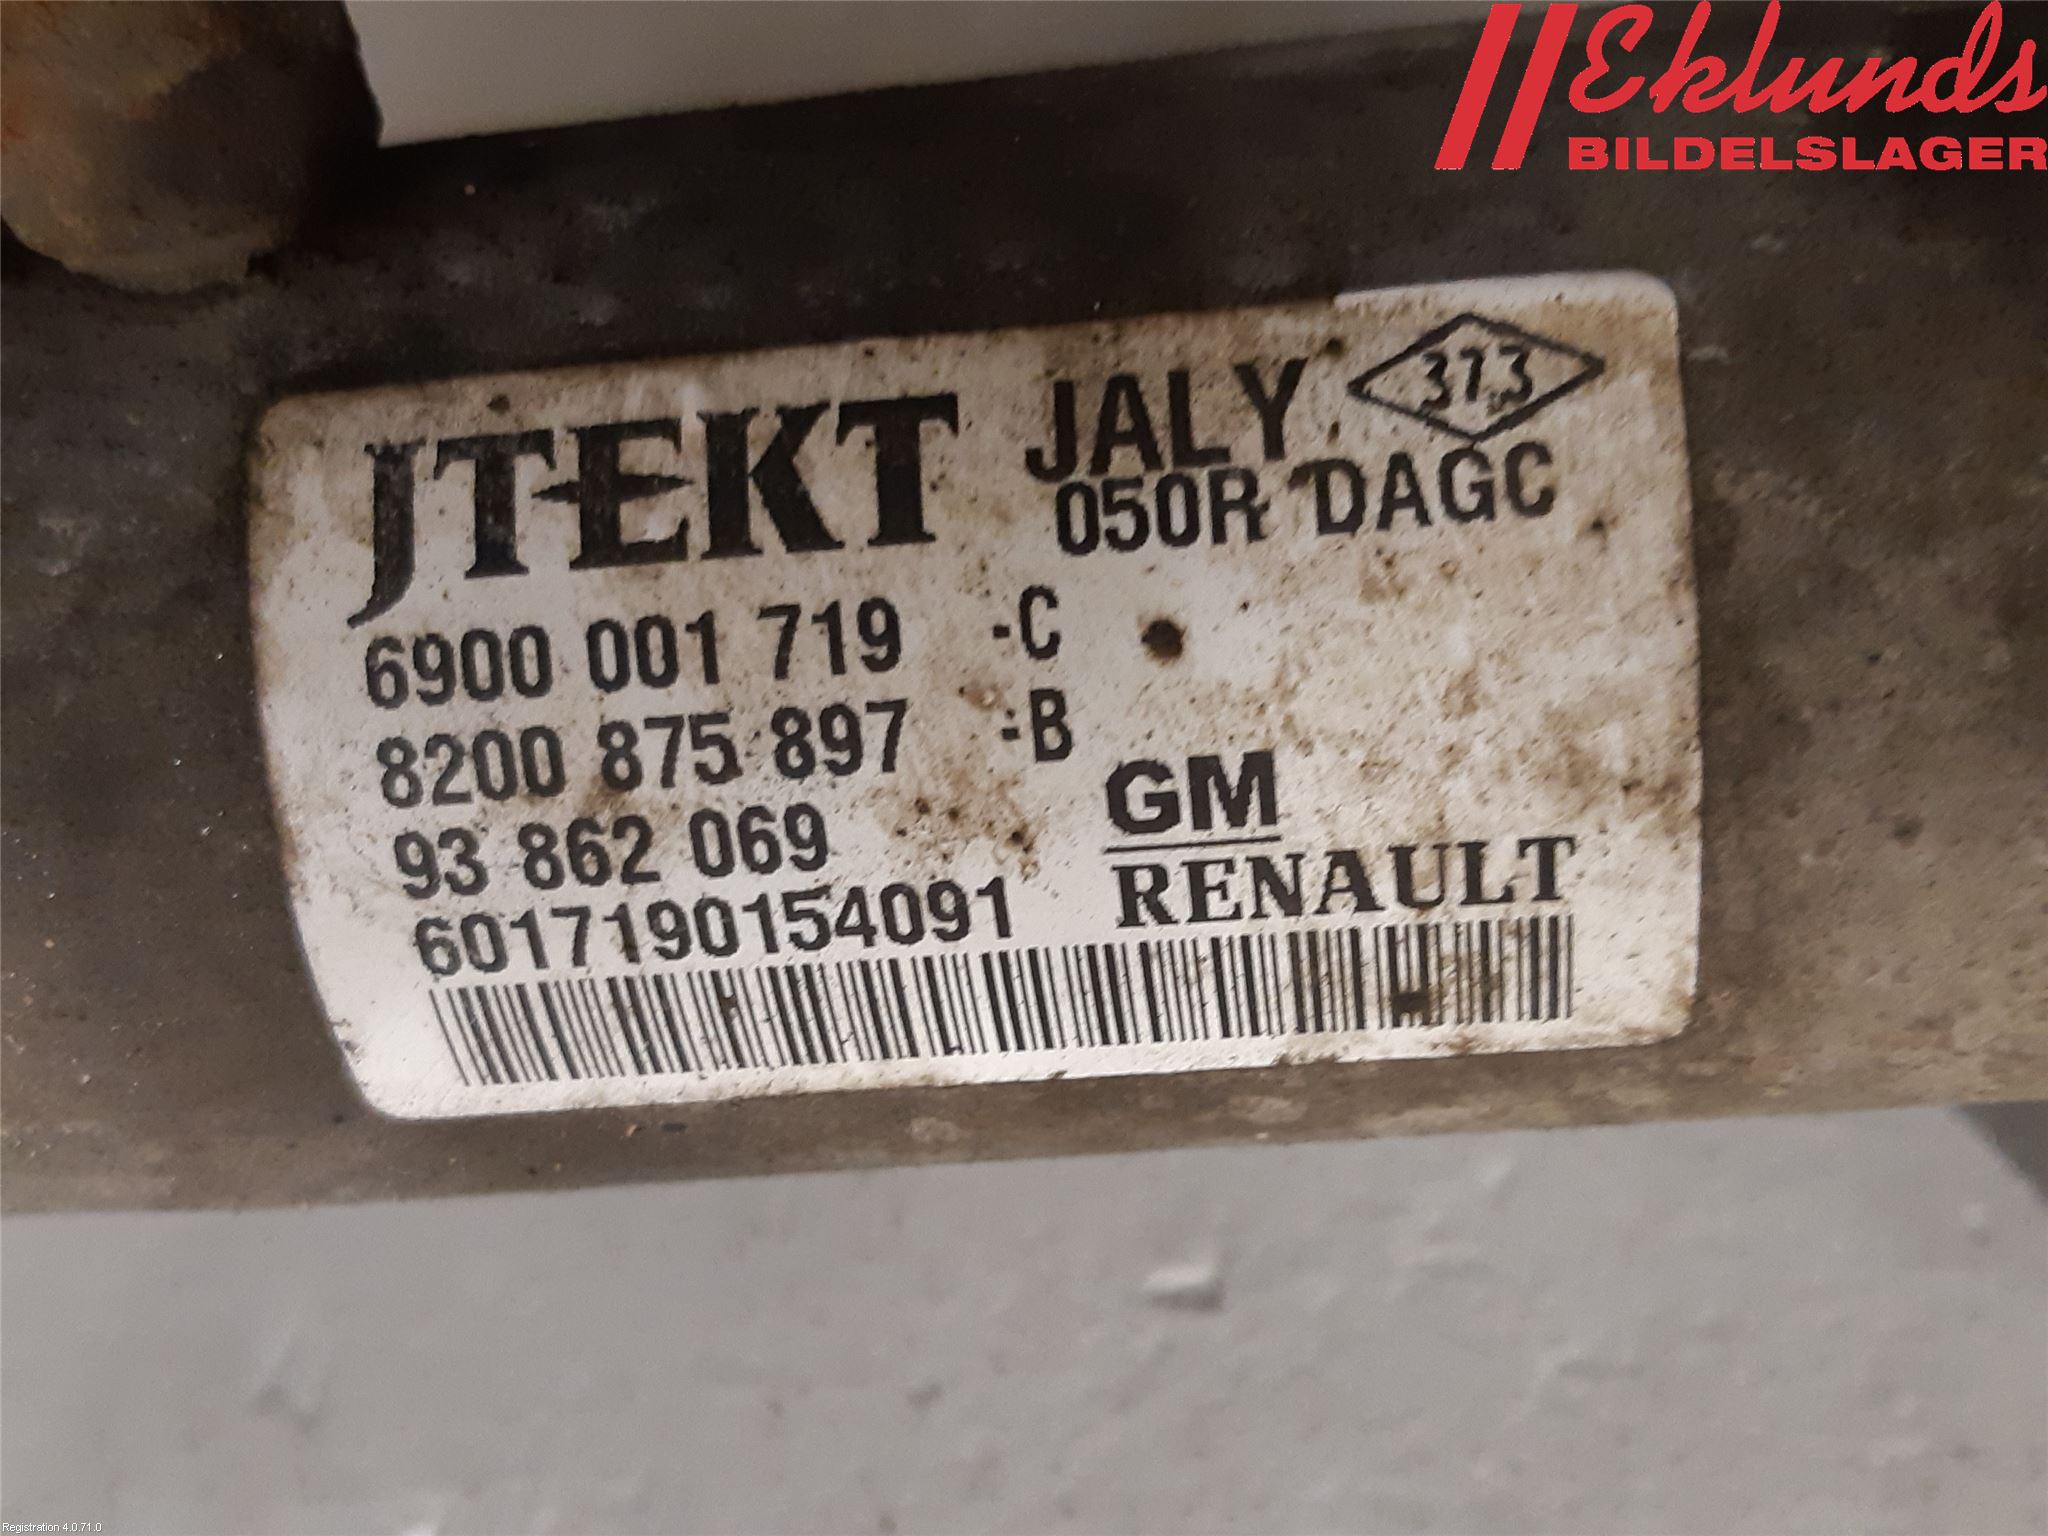 Eklunds
BILDELSLAGER
JTEKT JALY 373
050R DAGC
6900 001 719 -C
8200 875 897 -B
93 862 069 GM
6017190154091 RENAULT
Registration 4.0.71.0